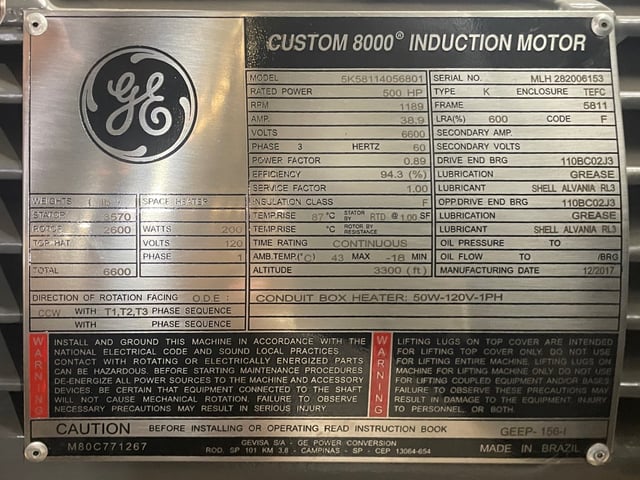 GE
CUSTOM 8000® INDUCTION MOTOR
MODEL 5K58114056801
RATED POWER 500 HP
RPM 1189
AMP. 38.9
VOLTS 6600
PHASE 3 HERTZ 60
POWER FACTOR 0.89
EFFICIENCY 94.3 (%)
SERVICE FACTOR 1.00
INSULATION CLASS F
TEMP.RISE 87 °C STATOR BY RTD @ 1.00 SF
TEMP.RISE °C ROTOR BY RESISTANCE
TIME RATING CONTINUOUS
AMB.TEMP.(°C) 43 MAX -18 MIN
ALTITUDE 3300 (ft)
SERIAL NO. MLH 282006153
TYPE K ENCLOSURE TEFC
FRAME 5811
LRA(%) 600 CODE F
SECONDARY AMP.
SECONDARY VOLTS
DRIVE END BRG 110BC02J3
LUBRICATION GREASE
LUBRICANT SHELL ALVANIA RL3
OPP.DRIVE END BRG 110BC02J3
LUBRICATION GREASE
LUBRICANT SHELL ALVANIA RL3
OIL PRESSURE TO
OIL FLOW TO /BRG
MANUFACTURING DATE 12/2017
WEIGHTS
STATOR 3570
ROTOR 2600
TOP HAT
TOTAL 6600
SPACE HEATER
WATTS 200
VOLTS 120
PHASE 1
DIRECTION OF ROTATION FACING O.D.E :
CCW WITH T1,T2,T3 PHASE SEQUENCE
WITH PHASE SEQUENCE
CONDUIT BOX HEATER: 50W-120V-1PH
WARNING
INSTALL AND GROUND THIS MACHINE IN ACCORDANCE WITH THE
NATIONAL ELECTRICAL CODE AND SOUND LOCAL PRACTICES
CONTACT WITH ROTATING OR ELECTRICALLY ENERGIZED PARTS
CAN BE HAZARDOUS. BEFORE STARTING MAINTENANCE PROCEDURES
DE-ENERGIZE ALL POWER SOURCES TO THE MACHINE AND ACCESSORY
DEVICES. BE CERTAIN THAT EQUIPMENT CONNECTED TO THE SHAFT
WILL NOT CAUSE MECHANICAL ROTATION. FAILURE TO OBSERVE
NECESSARY PRECAUTIONS MAY RESULT IN SERIOUS INJURY
WARNING
LIFTING LUGS ON TOP COVER ARE INTENDED
FOR LIFTING TOP COVER ONLY. DO NOT USE
FOR LIFTING ENTIRE MACHINE. LIFTING LUGS ON
MACHINE FOR LIFTING MACHINE ONLY DO NOT USE
FOR LIFTING COUPLED EQUIPMENT AND/OR BASES
FAILURE TO OBSERVE THESE PRECAUTIONS MAY
RESULT IN DAMAGE TO THE EQUIPMENT, INJURY
TO PERSONNEL, OR BOTH.
CAUTION BEFORE INSTALLING OR OPERATING READ INSTRUCTION BOOK GEEP- 156-I
M80C771267
GEVISA S/A - GE POWER CONVERSION
ROD. SP 101 KM 3,8 - CAMPINAS - SP - CEP 13064-654
MADE IN BRAZIL